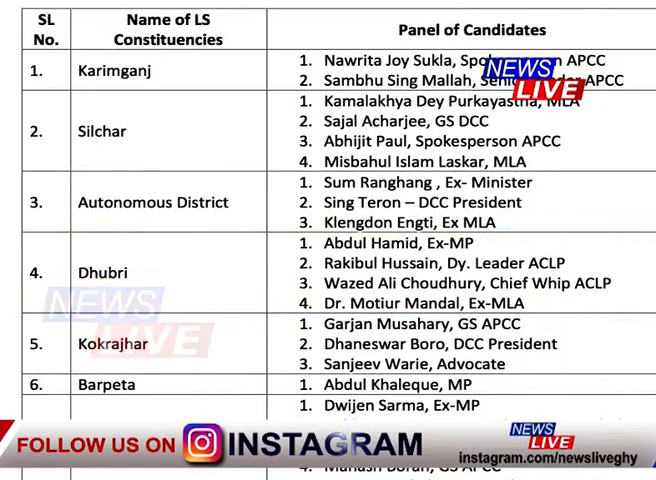 SL No.
Name of LS Constituencies
Panel of Candidates
1. Karimganj
1. Nawrita Joy Sukla, APCC
2. Sambhu Sing Mallah, APCC
2. Silchar
1. Kamalakhya Dey Purkayastha, MLA
2. Sajal Acharjee, GS DCC
3. Abhijit Paul, Spokesperson APCC
4. Misbahul Islam Laskar, MLA
3. Autonomous District
1. Sum Ranghang , Ex- Minister
2. Sing Teron – DCC President
3. Klengdon Engti, Ex MLA
4. Dhubri
1. Abdul Hamid, Ex-MP
2. Rakibul Hussain, Dy. Leader ACLP
3. Wazed Ali Choudhury, Chief Whip ACLP
4. Dr. Motiur Mandal, Ex-MLA
5. Kokrajhar
1. Garjan Musahary, GS APCC
2. Dhaneswar Boro, DCC President
3. Sanjeev Warie, Advocate
6. Barpeta
1. Abdul Khaleque, MP
1. Dwijen Sarma, Ex-MP
NEWS
LIVE
NEWS
LIVE
FOLLOW US ON INSTAGRAM
NEWS
LIVE
instagram.com/newsliveghy